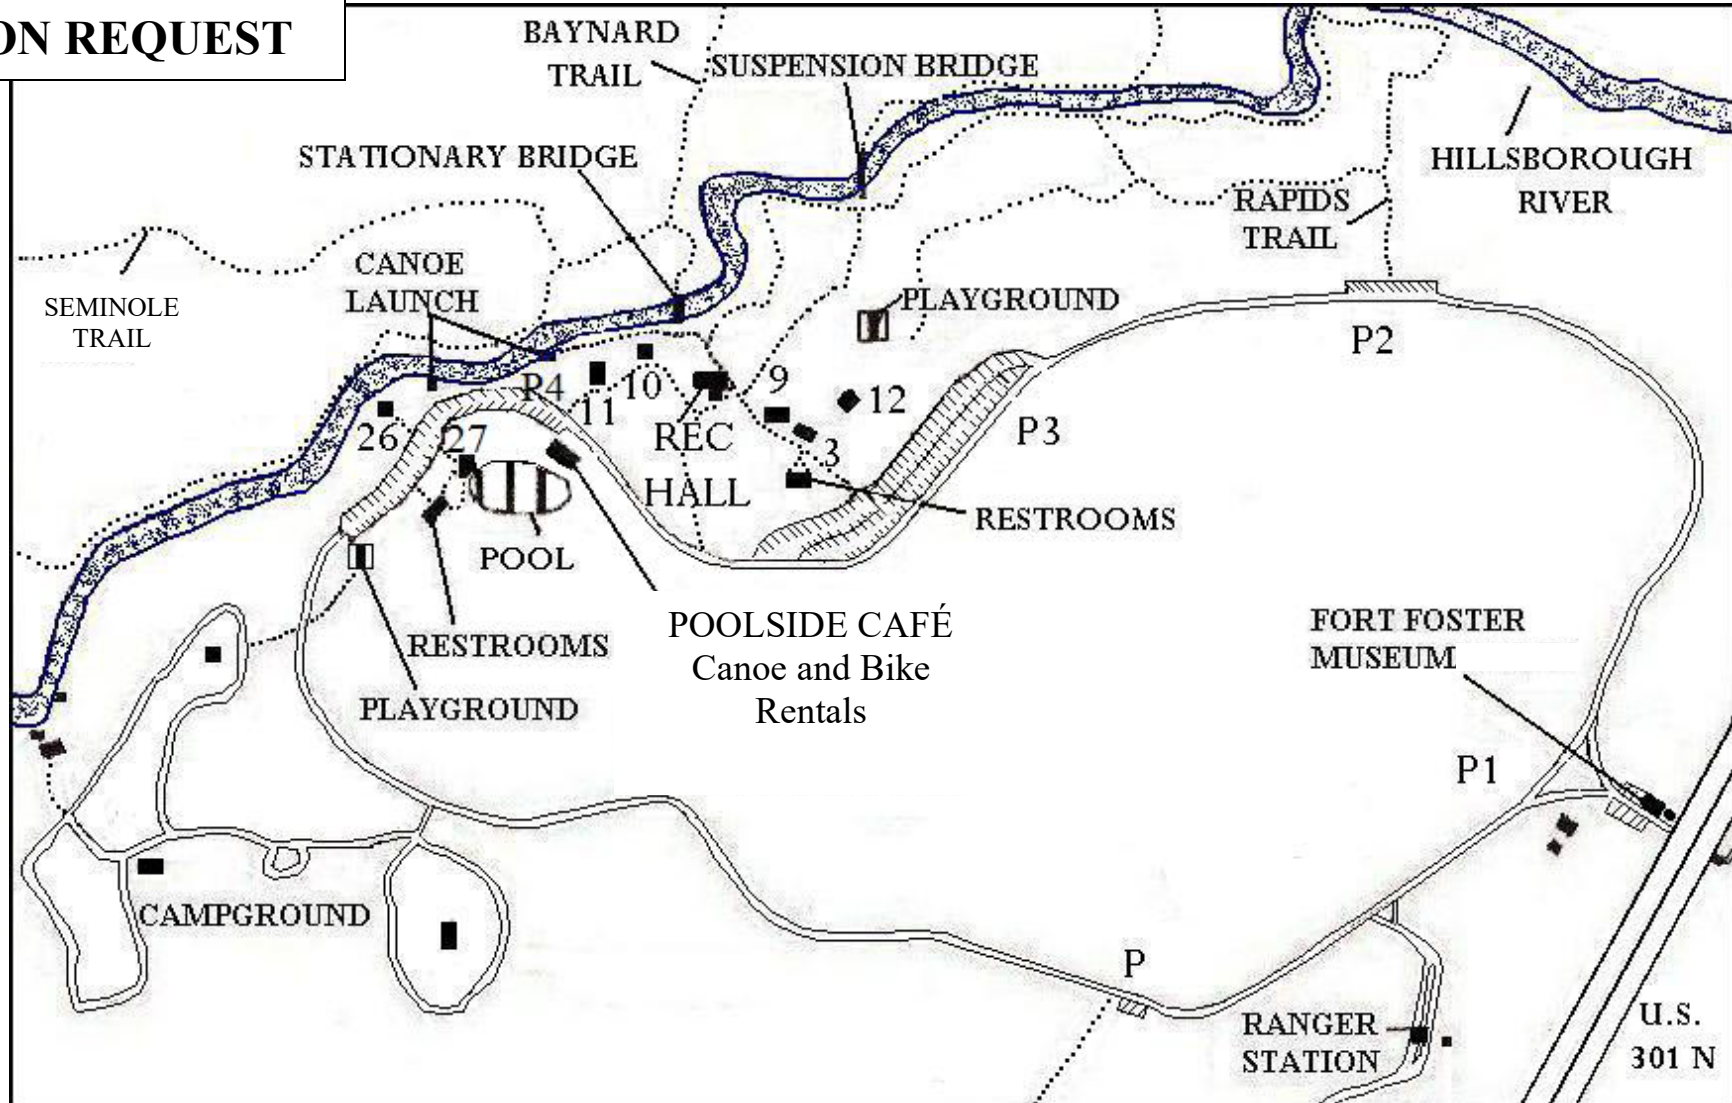 ON REQUEST
BAYNARD
TRAIL
SUSPENSION BRIDGE
STATIONARY BRIDGE
HILLSBOROUGH
RIVER
RAPIDS
TRAIL
SEMINOLE
TRAIL
CANOE
LAUNCH
PLAYGROUND
P2
P4
10
11
9
12
26
27
REC
HALL
3
P3
RESTROOMS
POOL
POOLSIDE CAFÉ
Canoe and Bike
Rentals
RESTROOMS
PLAYGROUND
FORT FOSTER
MUSEUM
P1
CAMPGROUND
P
RANGER
STATION
U.S.
301 N